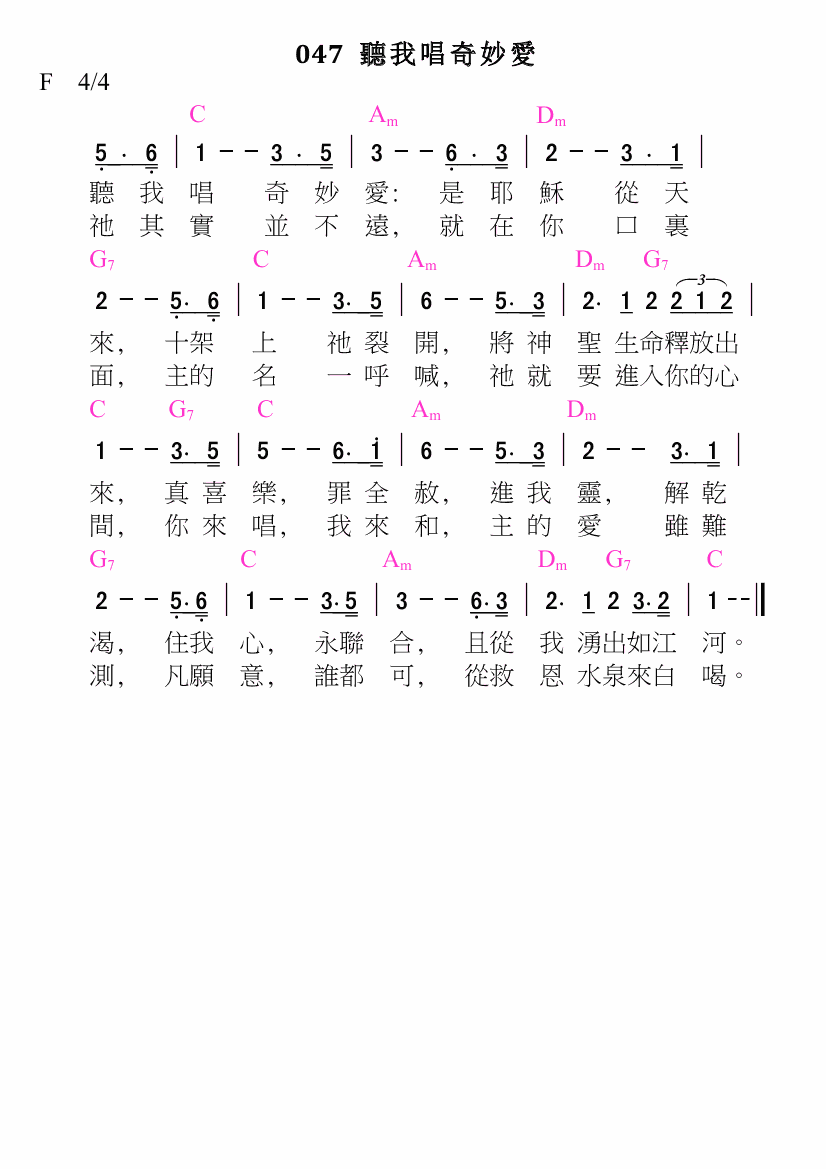 047 聽我唱奇妙愛
F 4/4
C Am Dm
5 . 6 | 1 - - 3 . 5 | 3 - - 6 . 3 | 2 - - 3 . 1 |
聽 我 唱 奇 妙 愛： 是 耶 穌 從 天
祂 其 實 並 不 遠， 就 在 你 口 裏
G7 C Am Dm G7
2 - - 5. 6 | 1 - - 3. 5 | 6 - - 5. 3 | 2. 1 2 2 1 2 |
3
來， 十架 上 祂 裂 開， 將 神 聖 生命釋放出
面， 主的 名 一 呼 喊， 祂 就 要 進入你的心
C G7 C Am Dm
1 - - 3. 5 | 5 - - 6. 1 | 6 - - 5. 3 | 2 - - 3. 1 |
來， 真 喜 樂， 罪 全 赦， 進 我 靈， 解 乾
間， 你 來 唱， 我 來 和， 主 的 愛 雖 難
G7 C Am Dm G7 C
2 - - 5.6 | 1 - - 3.5 | 3 - - 6.3 | 2. 1 2 3.2 | 1 - - ||
渴， 住我 心， 永聯 合， 且從 我 湧出如江 河。
測， 凡願 意， 誰都 可， 從救 恩 水泉來白 喝。